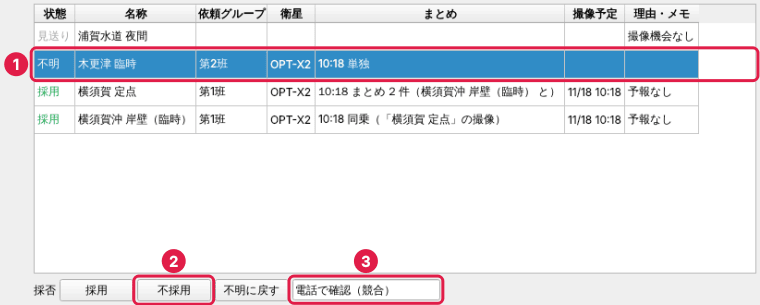 状態 名称 依頼グループ 衛星 まとめ 撮像予定 理由・メモ
見送り 浦賀水道 夜間 撮像機会なし
1 不明 木更津 臨時 第2班 OPT-X2 10:18 単独
採用 横須賀 定点 第1班 OPT-X2 10:18 まとめ 2 件（横須賀沖 岸壁（臨時） と） 11/18 10:18 予報なし
採用 横須賀沖 岸壁（臨時） 第1班 OPT-X2 10:18 同乗（「横須賀 定点」の撮像） 11/18 10:18 予報なし
2 3
採否 採用 不採用 不明に戻す 電話で確認（競合）